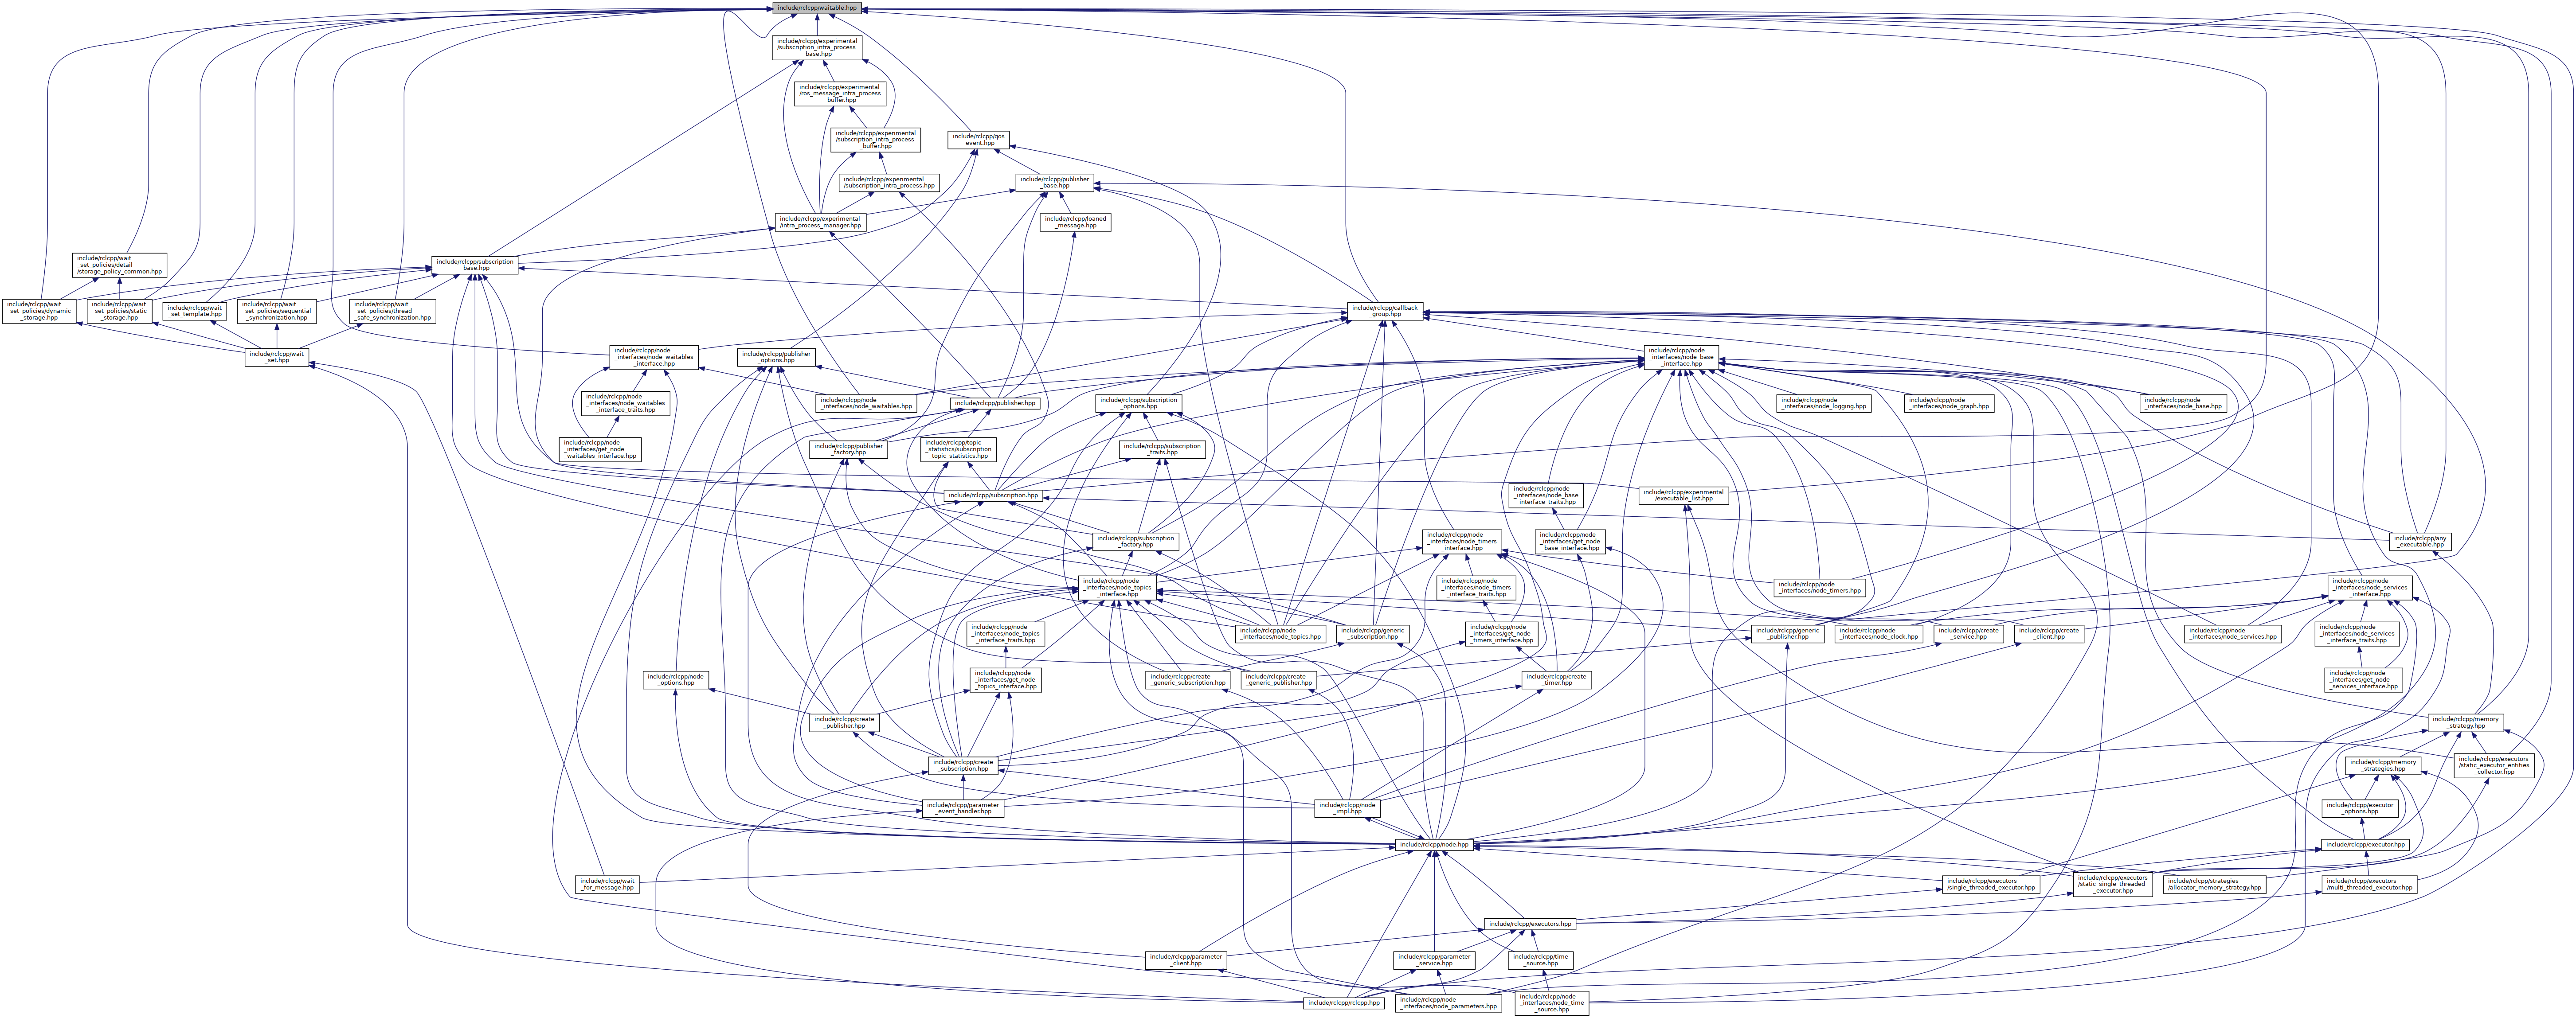 include/rclcpp/waitable.hpp
include/rclcpp/experimental
/subscription_intra_process
_base.hpp
include/rclcpp/experimental
/ros_message_intra_process
_buffer.hpp
include/rclcpp/experimental
/subscription_intra_process
_buffer.hpp
include/rclcpp/qos
_event.hpp
include/rclcpp/experimental
/subscription_intra_process.hpp
include/rclcpp/publisher
_base.hpp
include/rclcpp/experimental
/intra_process_manager.hpp
include/rclcpp/loaned
_message.hpp
include/rclcpp/wait
_set_policies/detail
/storage_policy_common.hpp
include/rclcpp/subscription
_base.hpp
include/rclcpp/wait
_set_policies/dynamic
_storage.hpp
include/rclcpp/wait
_set_policies/static
_storage.hpp
include/rclcpp/wait
_set_template.hpp
include/rclcpp/wait
_set_policies/sequential
_synchronization.hpp
include/rclcpp/wait
_set_policies/thread
_safe_synchronization.hpp
include/rclcpp/callback
_group.hpp
include/rclcpp/wait
_set.hpp
include/rclcpp/node
_interfaces/node_waitables
_interface.hpp
include/rclcpp/publisher
_options.hpp
include/rclcpp/node
_interfaces/node_base
_interface.hpp
include/rclcpp/node
_interfaces/node_waitables
_interface_traits.hpp
include/rclcpp/node
_interfaces/node_waitables.hpp
include/rclcpp/publisher.hpp
include/rclcpp/subscription
_options.hpp
include/rclcpp/node
_interfaces/node_logging.hpp
include/rclcpp/node
_interfaces/node_graph.hpp
include/rclcpp/node
_interfaces/node_base.hpp
include/rclcpp/node
_interfaces/get_node
_waitables_interface.hpp
include/rclcpp/publisher
_factory.hpp
include/rclcpp/topic
_statistics/subscription
_topic_statistics.hpp
include/rclcpp/subscription
_traits.hpp
include/rclcpp/subscription.hpp
include/rclcpp/node
_interfaces/node_base
_interface_traits.hpp
include/rclcpp/experimental
/executable_list.hpp
include/rclcpp/subscription
_factory.hpp
include/rclcpp/node
_interfaces/node_timers
_interface.hpp
include/rclcpp/node
_interfaces/get_node
_base_interface.hpp
include/rclcpp/any
_executable.hpp
include/rclcpp/node
_interfaces/node_topics
_interface.hpp
include/rclcpp/node
_interfaces/node_timers
_interface_traits.hpp
include/rclcpp/node
_interfaces/node_timers.hpp
include/rclcpp/node
_interfaces/node_services
_interface.hpp
include/rclcpp/node
_interfaces/node_topics
_interface_traits.hpp
include/rclcpp/node
_interfaces/node_topics.hpp
include/rclcpp/generic
_subscription.hpp
include/rclcpp/node
_interfaces/get_node
_timers_interface.hpp
include/rclcpp/generic
_publisher.hpp
include/rclcpp/node
_interfaces/node_clock.hpp
include/rclcpp/create
_service.hpp
include/rclcpp/create
_client.hpp
include/rclcpp/node
_interfaces/node_services.hpp
include/rclcpp/node
_interfaces/node_services
_interface_traits.hpp
include/rclcpp/node
_options.hpp
include/rclcpp/node
_interfaces/get_node
_topics_interface.hpp
include/rclcpp/create
_generic_subscription.hpp
include/rclcpp/create
_generic_publisher.hpp
include/rclcpp/create
_timer.hpp
include/rclcpp/node
_interfaces/get_node
_services_interface.hpp
include/rclcpp/create
_publisher.hpp
include/rclcpp/memory
_strategy.hpp
include/rclcpp/create
_subscription.hpp
include/rclcpp/memory
_strategies.hpp
include/rclcpp/executors
/static_executor_entities
_collector.hpp
include/rclcpp/parameter
_event_handler.hpp
include/rclcpp/node
_impl.hpp
include/rclcpp/executor
_options.hpp
include/rclcpp/node.hpp
include/rclcpp/executor.hpp
include/rclcpp/wait
_for_message.hpp
include/rclcpp/executors
/single_threaded_executor.hpp
include/rclcpp/executors
/static_single_threaded
_executor.hpp
include/rclcpp/strategies
/allocator_memory_strategy.hpp
include/rclcpp/executors
/multi_threaded_executor.hpp
include/rclcpp/executors.hpp
include/rclcpp/parameter
_client.hpp
include/rclcpp/parameter
_service.hpp
include/rclcpp/time
_source.hpp
include/rclcpp/rclcpp.hpp
include/rclcpp/node
_interfaces/node_parameters.hpp
include/rclcpp/node
_interfaces/node_time
_source.hpp